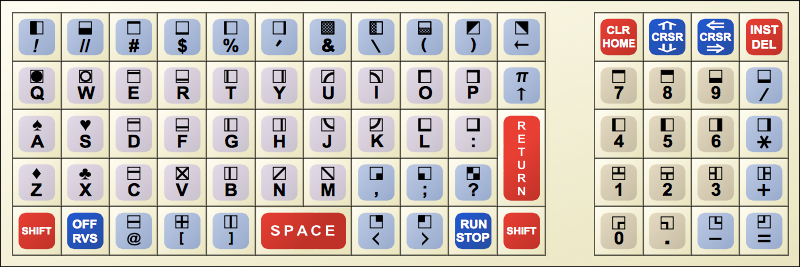 ! // # $ % ' & \ ( ) ← CLR HOME ⇑ CRSR ⇓ ⇐ CRSR ⇒ INST DEL
Q W E R T Y U I O P π ↑ 7 8 9 /
A S D F G H J K L : RETURN 4 5 6 *
Z X C V B N M , ; ? 1 2 3 +
SHIFT OFF RVS @ [ ] SPACE < > RUN STOP SHIFT 0 . − =